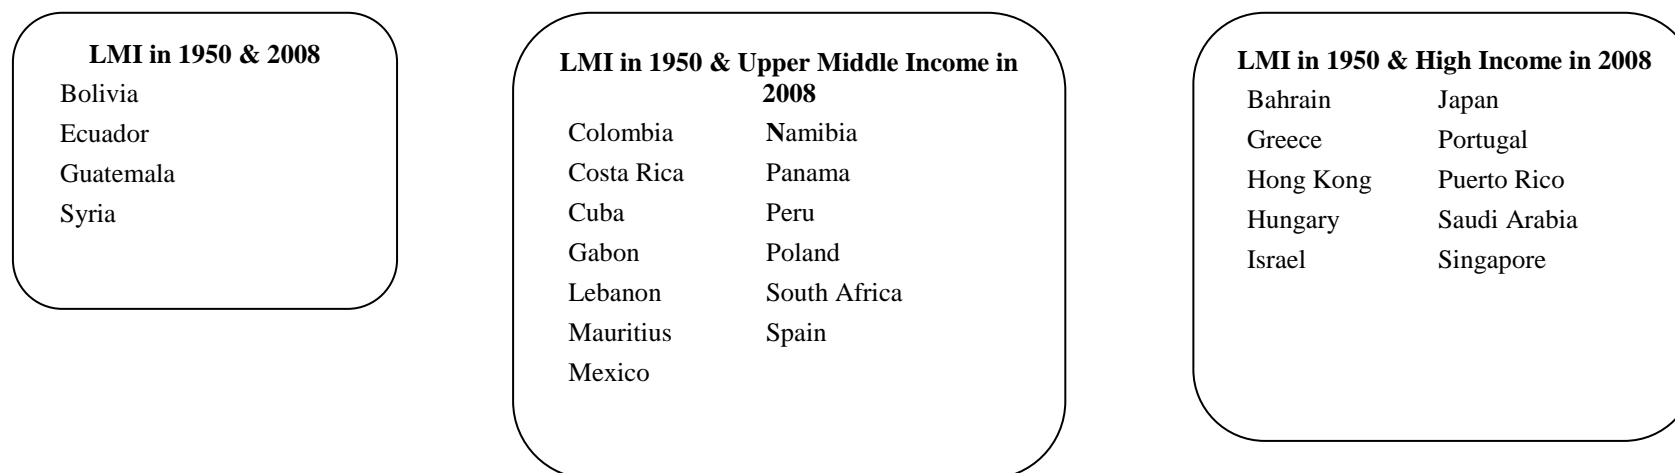 LMI in 1950 & 2008
Bolivia
Ecuador
Guatemala
Syria
LMI in 1950 & Upper Middle Income in
2008
Colombia
Costa Rica
Cuba
Gabon
Lebanon
Mauritius
Mexico
Namibia
Panama
Peru
Poland
South Africa
Spain
LMI in 1950 & High Income in 2008
Bahrain
Greece
Hong Kong
Hungary
Israel
Japan
Portugal
Puerto Rico
Saudi Arabia
Singapore